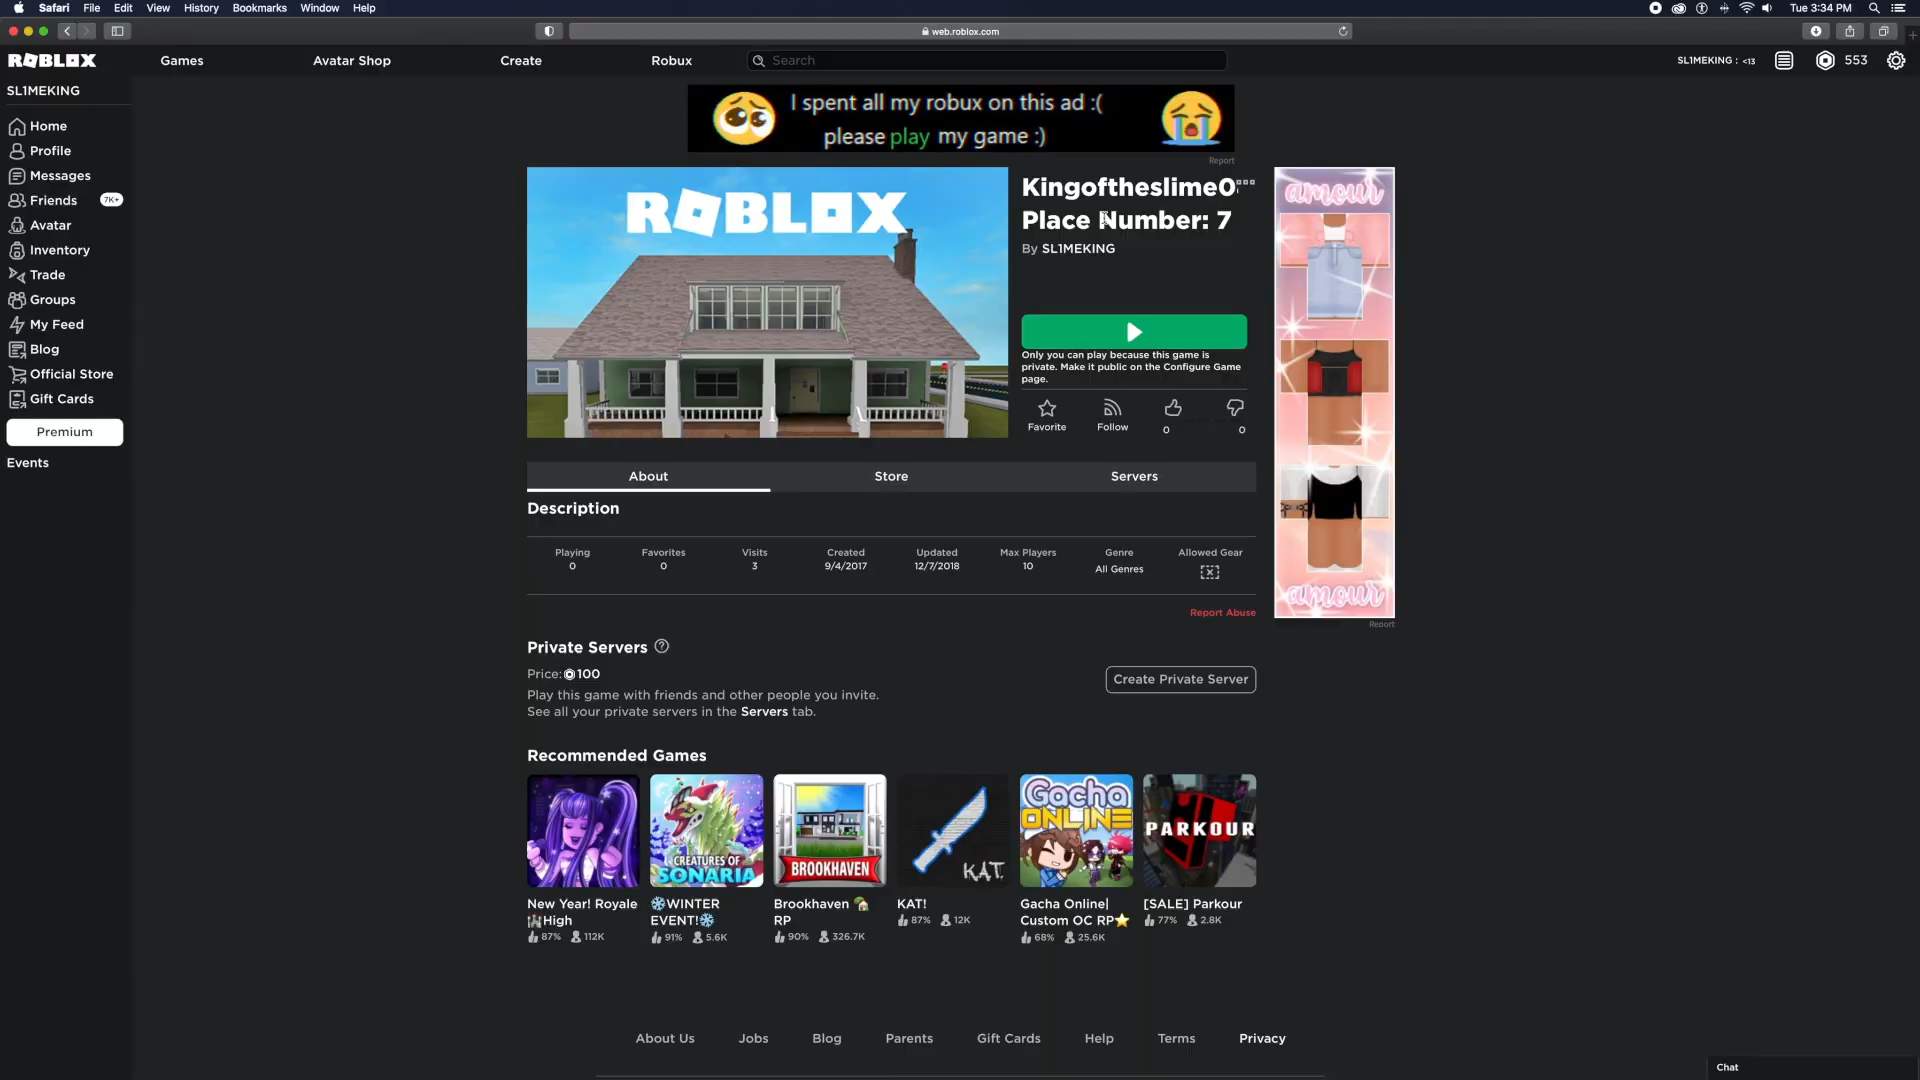 Safari File Edit View History Bookmarks Window Help
Tue 3:34 PM
web.roblox.com
ROBLOX
Games
Avatar Shop
Create
Robux
Search
SL1MEKING : <13
553
SL1MEKING
Home
Profile
Messages
Friends 7K+
Avatar
Inventory
Trade
Groups
My Feed
Blog
Official Store
Gift Cards
Premium
Events
I spent all my robux on this ad :(
please play my game :)
Report
ROBLOX
Kingoftheslime0
Place Number: 7
By SL1MEKING
Only you can play because this game is
private. Make it public on the Configure Game
page.
Favorite
Follow
0
0
amour
amour
Report
About
Store
Servers
Description
Playing Favorites Visits Created Updated Max Players Genre Allowed Gear
0 0 3 9/4/2017 12/7/2018 10 All Genres
Report Abuse
Private Servers
Price: 100
Play this game with friends and other people you invite.
See all your private servers in the Servers tab.
Create Private Server
Recommended Games
CREATURES OF
SONARIA
BROOKHAVEN
KAT.
Gacha
ONLINE
PARKOUR
New Year! Royale
🏰High
87% 112K
❄️WINTER
EVENT!❄️
91% 5.6K
Brookhaven 🏡
RP
90% 326.7K
KAT!
87% 12K
Gacha Online|
Custom OC RP⭐
68% 25.6K
[SALE] Parkour
77% 2.8K
About Us
Jobs
Blog
Parents
Gift Cards
Help
Terms
Privacy
Chat